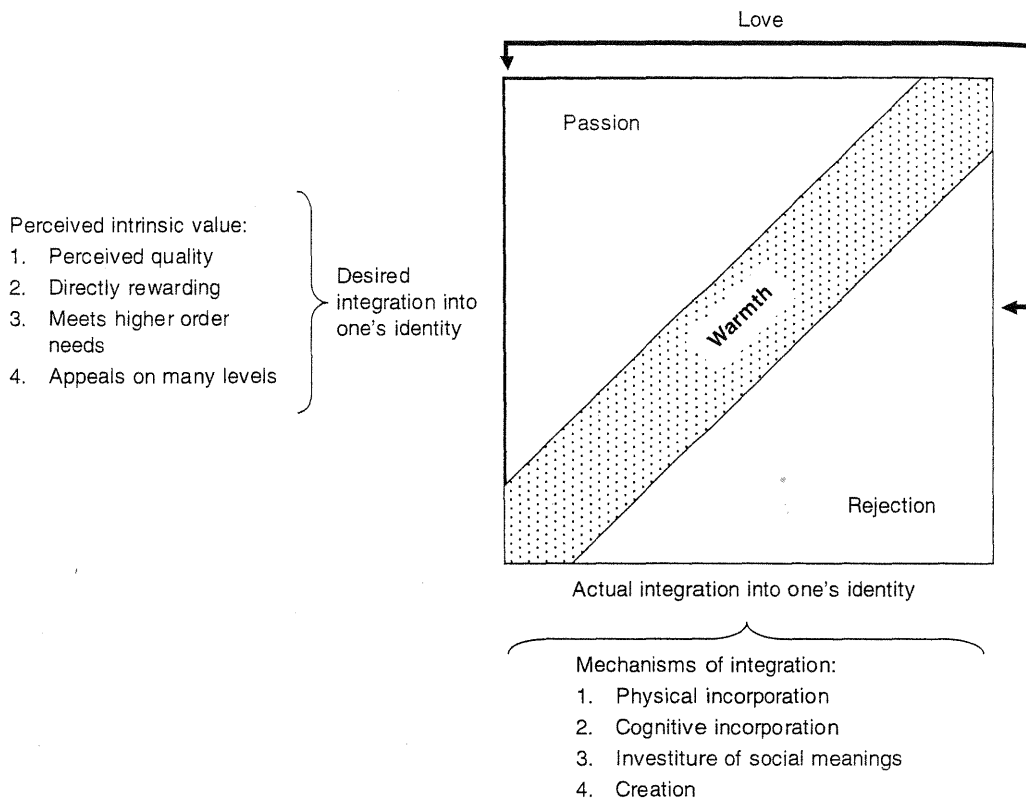 Love
Passion
Perceived intrinsic value:
1. Perceived quality
2. Directly rewarding
3. Meets higher order
needs
4. Appeals on many levels
Desired
integration into
one's identity
Warmth
Rejection
Actual integration into one's identity
Mechanisms of integration:
1. Physical incorporation
2. Cognitive incorporation
3. Investiture of social meanings
4. Creation